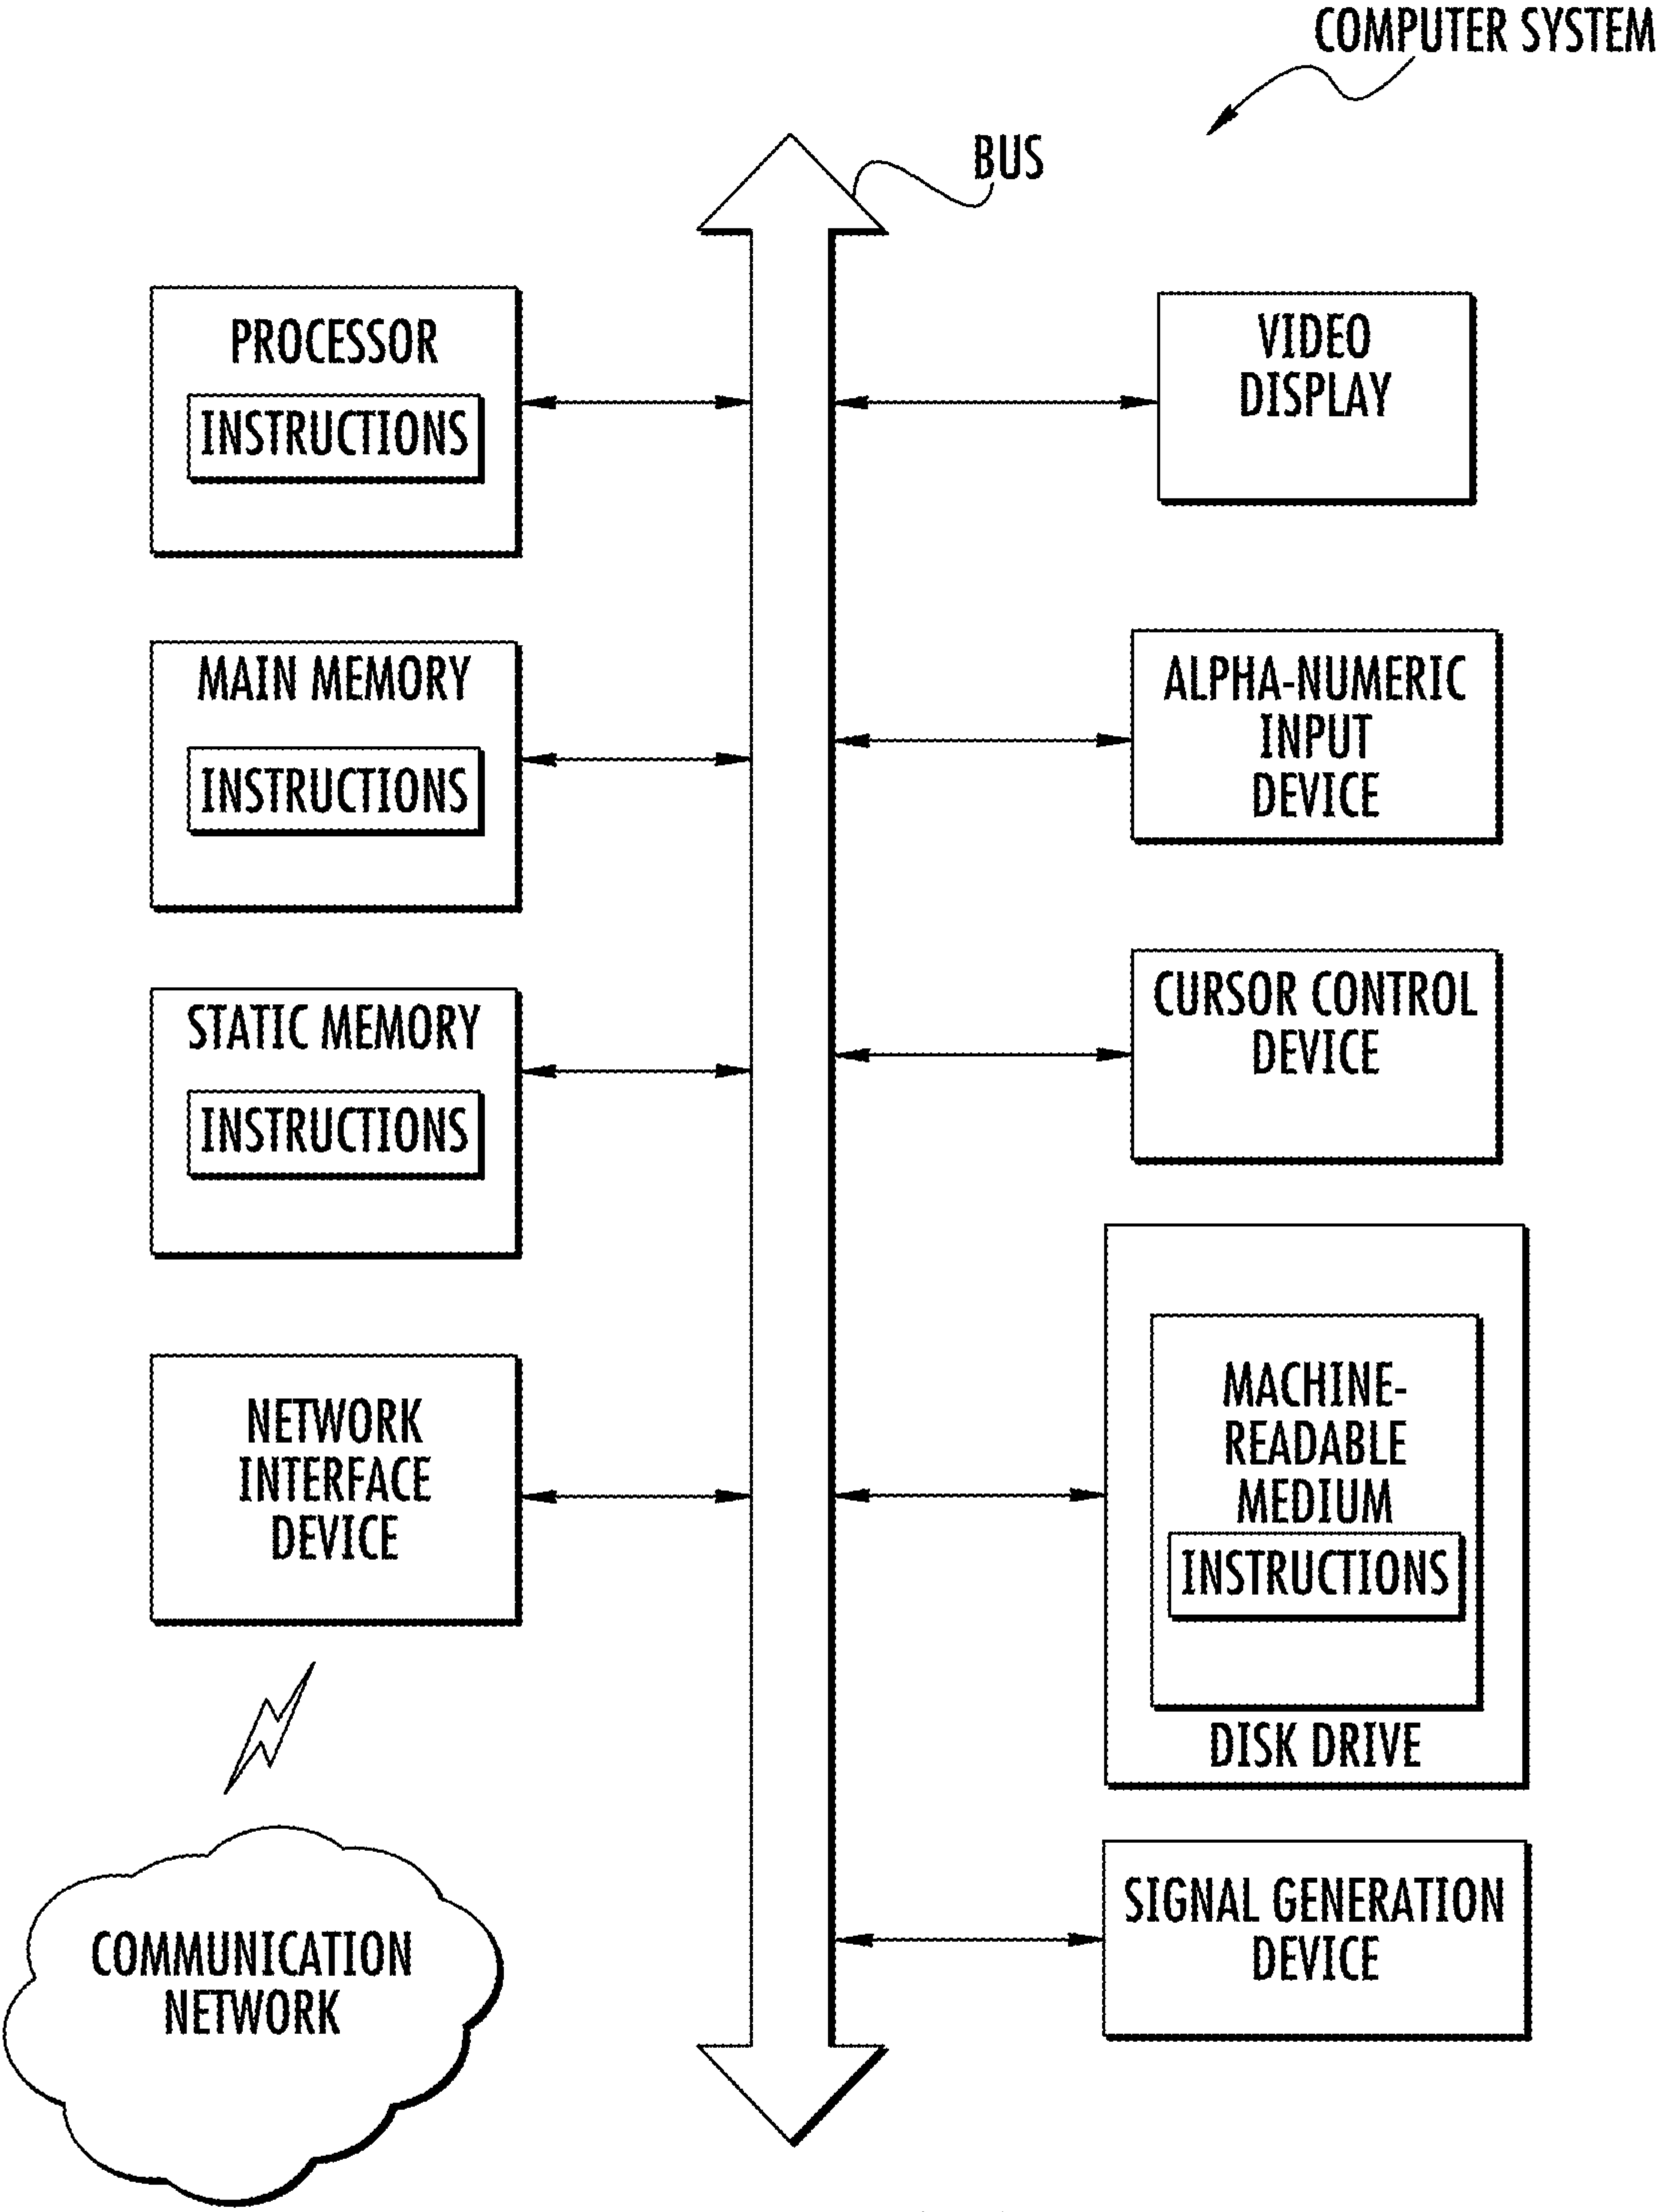 COMPUTER SYSTEM
BUS
PROCESSOR
INSTRUCTIONS
VIDEO
DISPLAY
MAIN MEMORY
INSTRUCTIONS
ALPHA-NUMERIC
INPUT
DEVICE
STATIC MEMORY
INSTRUCTIONS
CURSOR CONTROL
DEVICE
NETWORK
INTERFACE
DEVICE
MACHINE-
READABLE
MEDIUM
INSTRUCTIONS
DISK DRIVE
COMMUNICATION
NETWORK
SIGNAL GENERATION
DEVICE